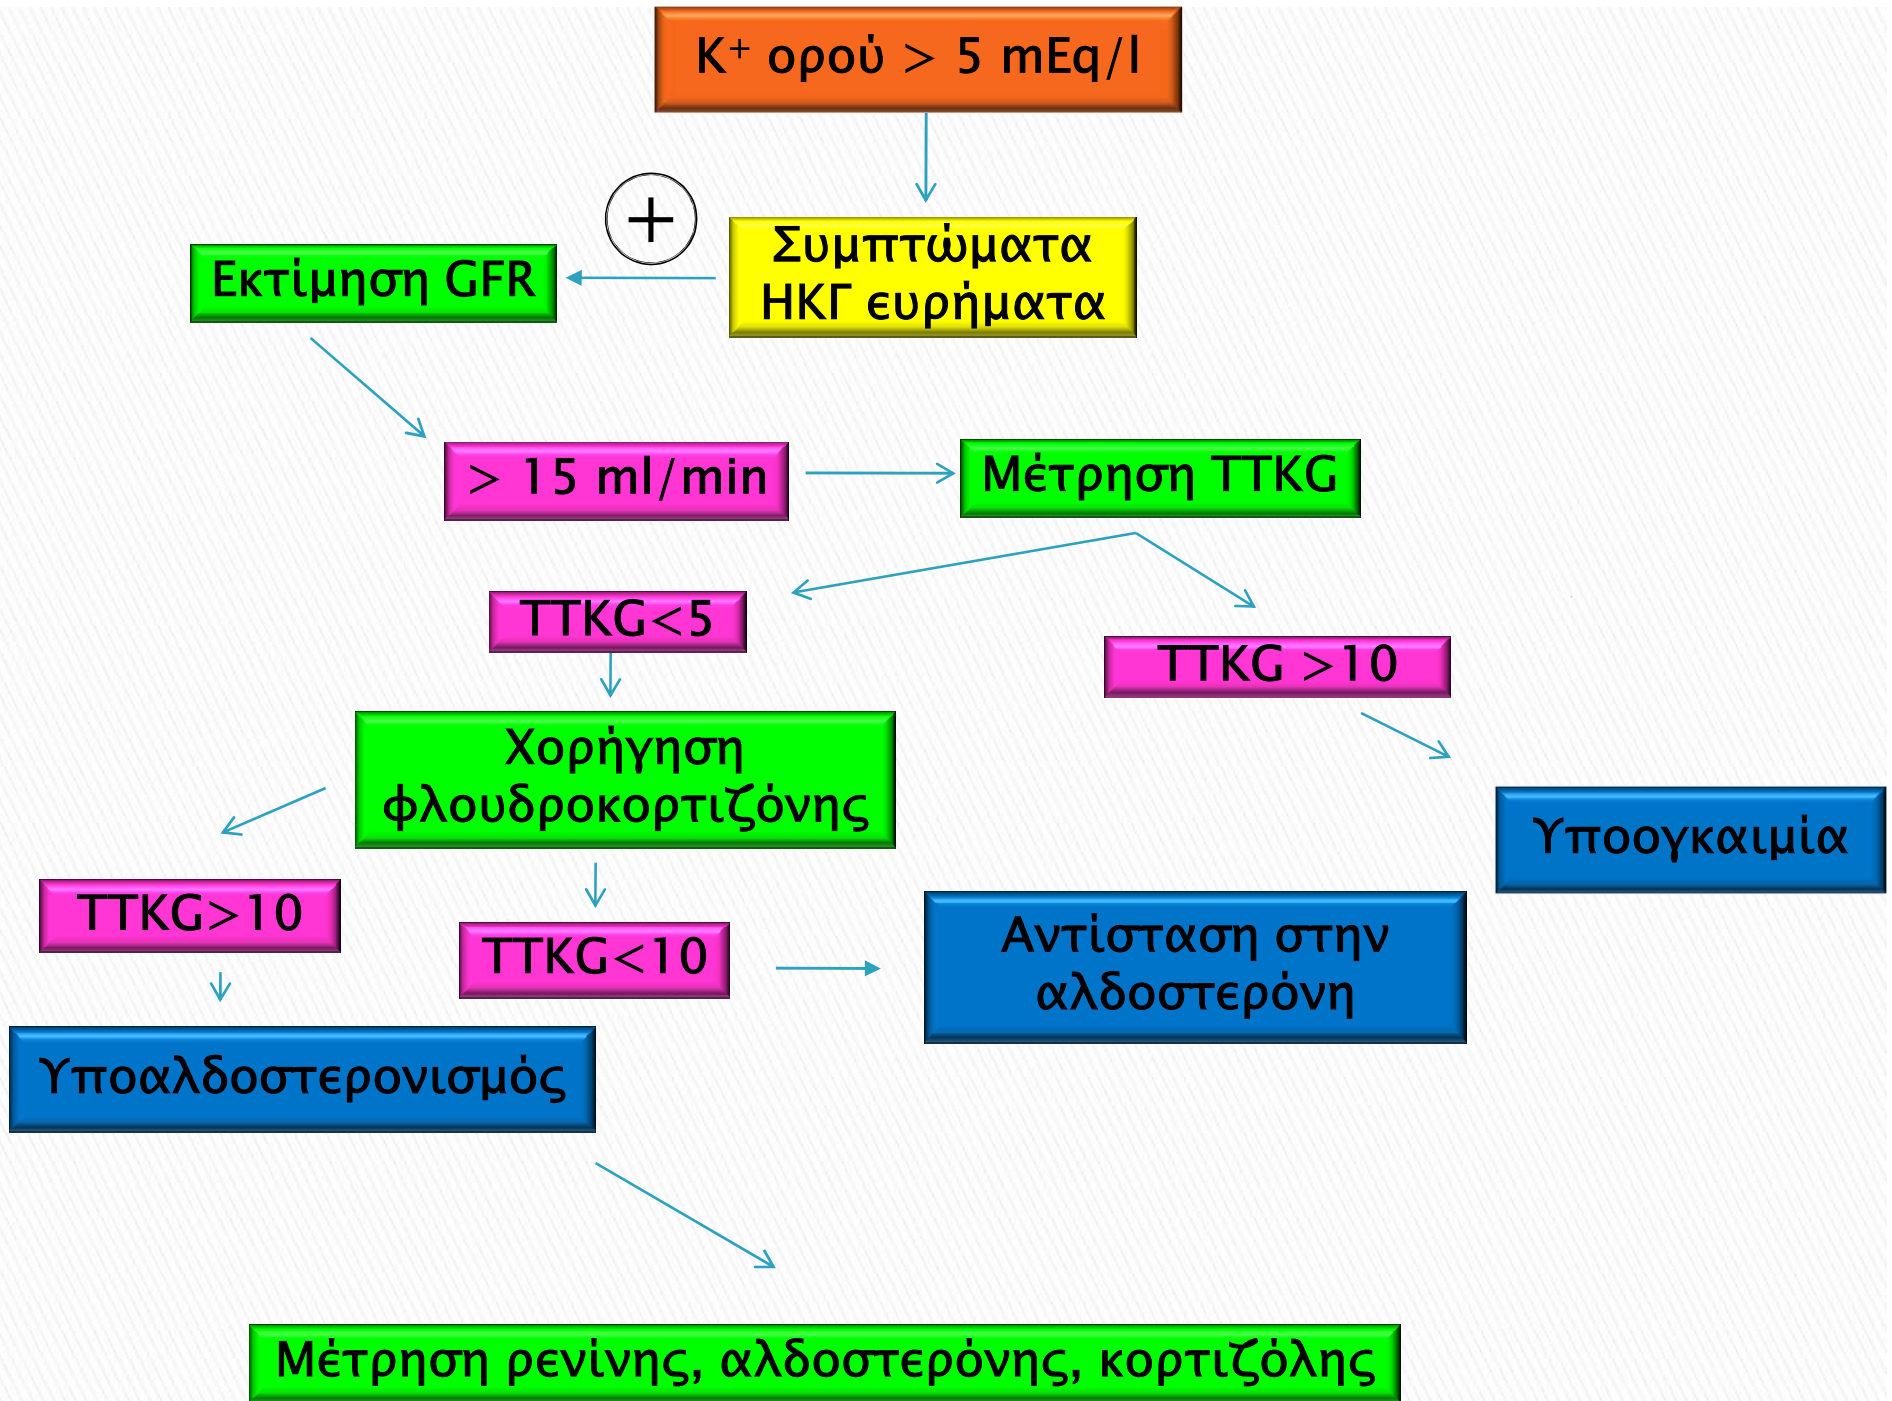 K⁺ ορού > 5 mEq/l
+
Συμπτώματα
ΗΚΓ ευρήματα
Εκτίμηση GFR
> 15 ml/min
Μέτρηση TTKG
TTKG<5
TTKG >10
Χορήγηση
φλουδροκορτιζόνης
Υποογκαιμία
TTKG>10
TTKG<10
Αντίσταση στην
αλδοστερόνη
Υποαλδοστερονισμός
Μέτρηση ρενίνης, αλδοστερόνης, κορτιζόλης